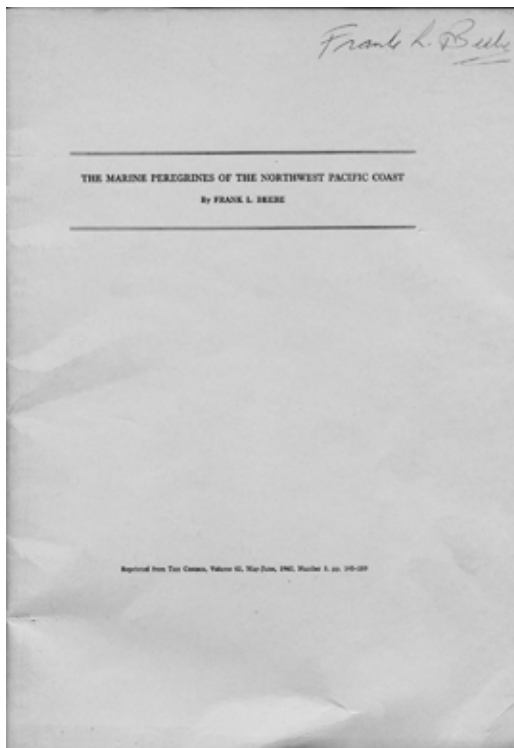 Frank L. Beebe
THE MARINE PEREGRINES OF THE NORTHWEST PACIFIC COAST
By FRANK L. BEEBE
Reprinted from THE CONDOR, Volume 62, May-June, 1960, Number 3, pp.